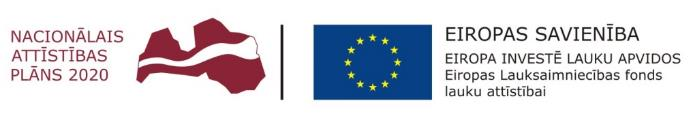 NACIONĀLAIS
ATTĪSTĪBAS
PLĀNS 2020
EIROPAS SAVIENĪBA
EIROPA INVESTĒ LAUKU APVIDOS
Eiropas Lauksaimniecības fonds
lauku attīstībai